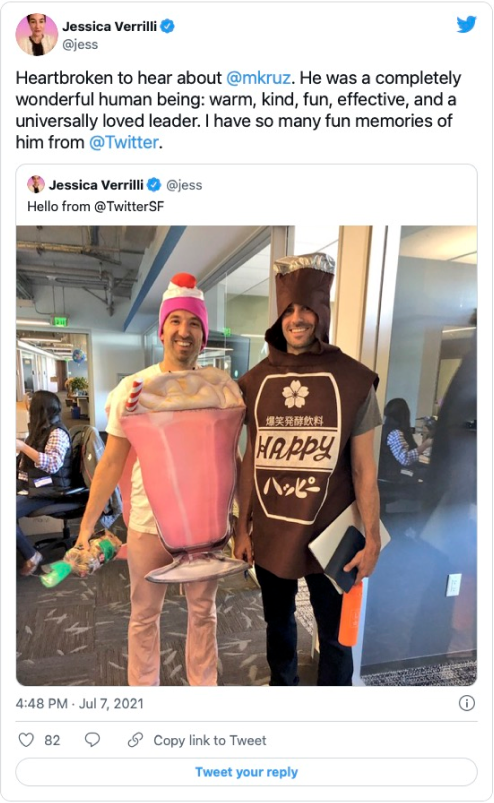 Jessica Verrilli
@jess
Heartbroken to hear about @mkruz. He was a completely
wonderful human being: warm, kind, fun, effective, and a
universally loved leader. I have so many fun memories of
him from @Twitter.
Jessica Verrilli @jess
Hello from @TwitterSF
爆笑発酵飲料
HAPPY
ハッピー
4:48 PM · Jul 7, 2021
82
Copy link to Tweet
Tweet your reply